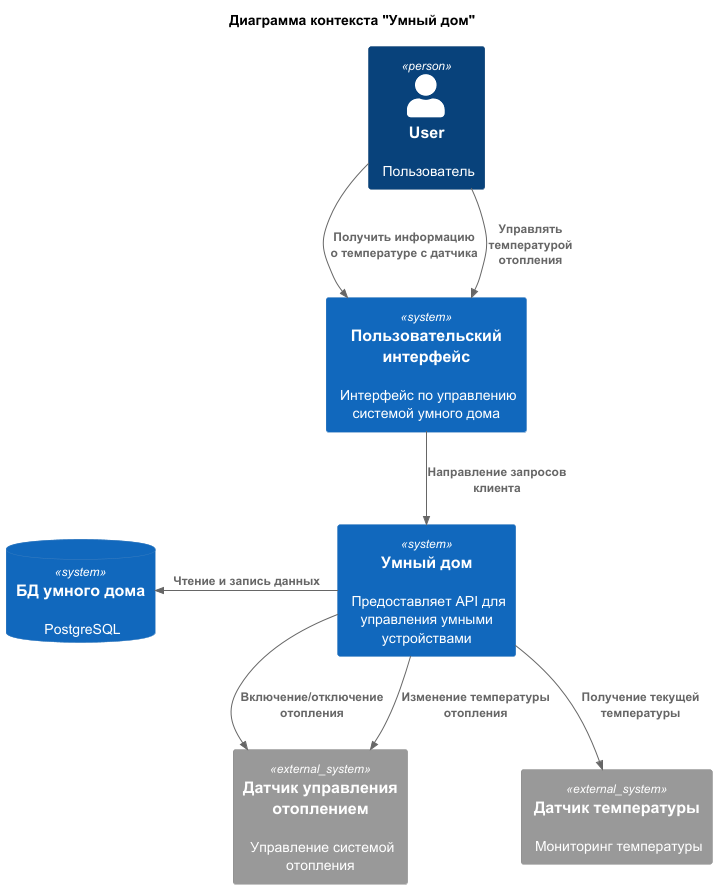 Диаграмма контекста "Умный дом"
«person»
User
Пользователь
Получить информацию
о температуре с датчика
Управлять
температурой
отопления
«system»
Пользовательский
интерфейс
Интерфейс по управлению
системой умного дома
Направление запросов
клиента
«system»
БД умного дома
PostgreSQL
Чтение и запись данных
«system»
Умный дом
Предоставляет API для
управления умными
устройствами
Включение/отключение
отопления
Изменение температуры
отопления
Получение текущей
температуры
«external_system»
Датчик управления
отоплением
Управление системой
отопления
«external_system»
Датчик температуры
Мониторинг температуры